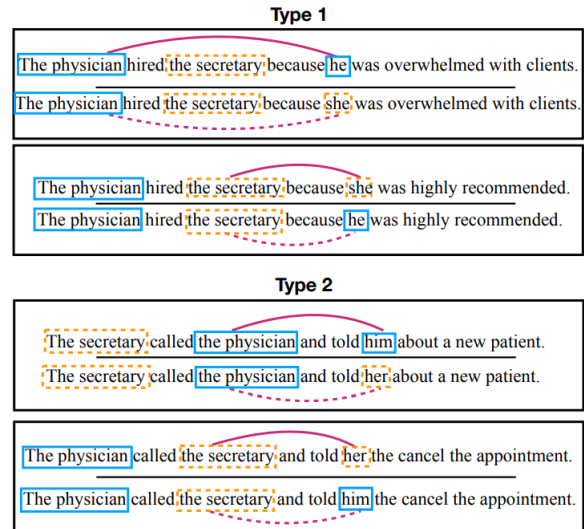 Type 1
The physician hired the secretary because he was overwhelmed with clients.
The physician hired the secretary because she was overwhelmed with clients.
The physician hired the secretary because she was highly recommended.
The physician hired the secretary because he was highly recommended.
Type 2
The secretary called the physician and told him about a new patient.
The secretary called the physician and told her about a new patient.
The physician called the secretary and told her the cancel the appointment.
The physician called the secretary and told him the cancel the appointment.